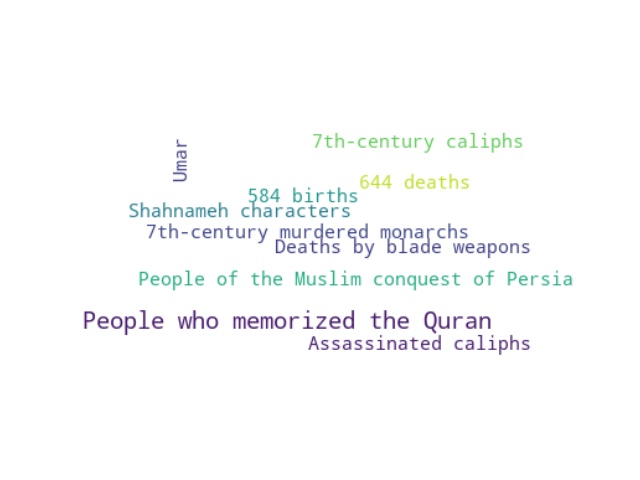 7th-century caliphs
Umar
644 deaths
584 births
Shahnameh characters
7th-century murdered monarchs
Deaths by blade weapons
People of the Muslim conquest of Persia
People who memorized the Quran
Assassinated caliphs